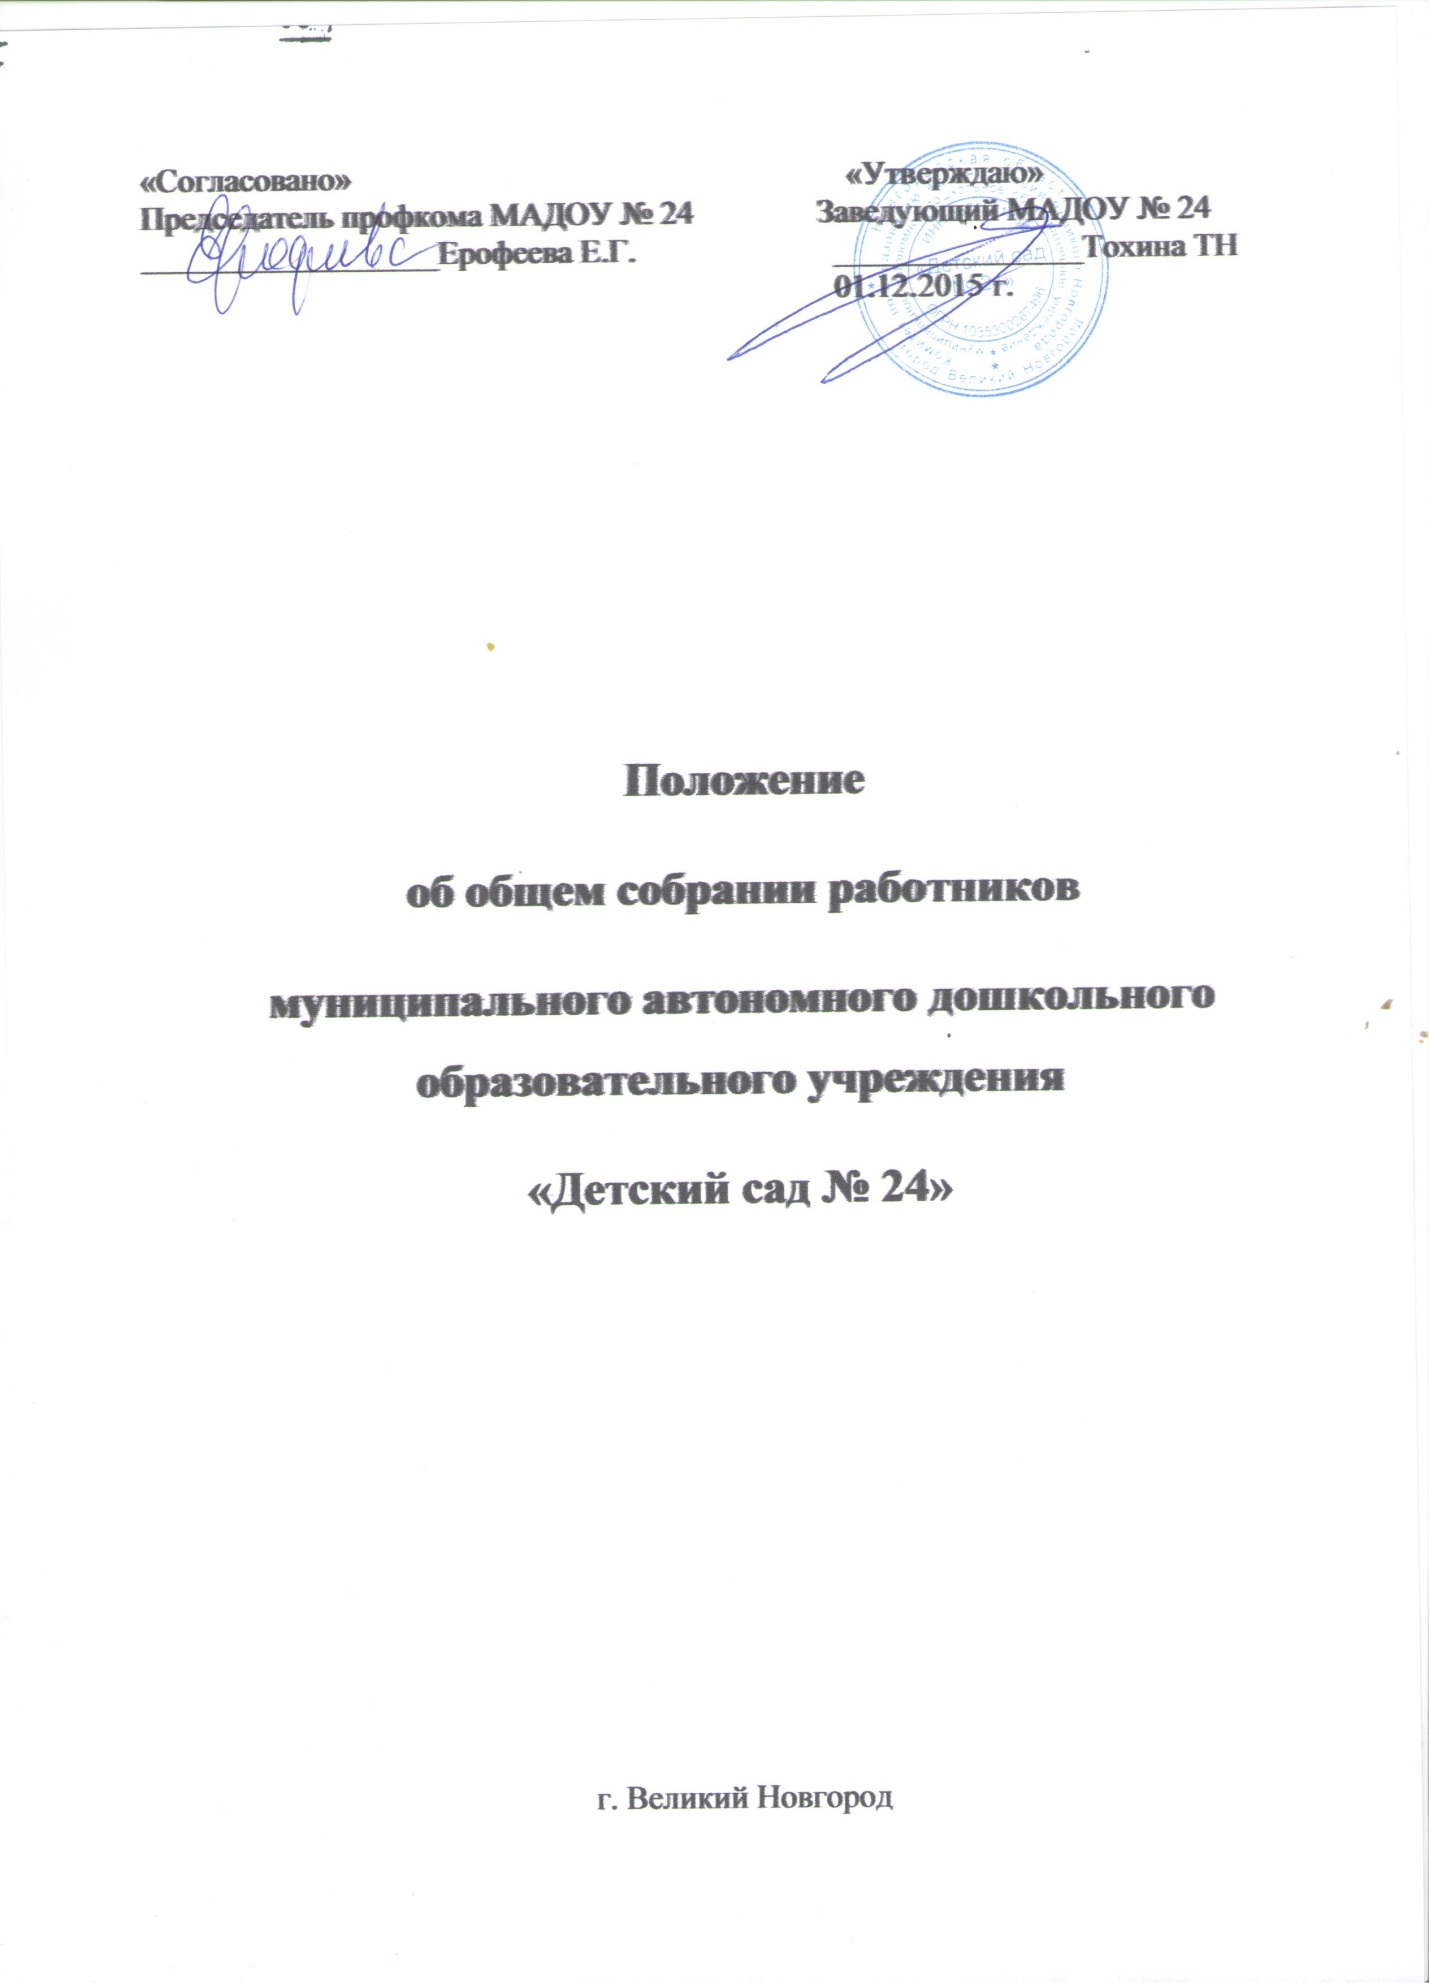 «Согласовано»
Председатель профкома МАДОУ № 24
Ерофеева Е.Г.
«Утверждаю»
Заведующий МАДОУ № 24
Тохина ТН
01.12.2015 г.
Положение
об общем собрании работников
муниципального автономного дошкольного
образовательного учреждения
«Детский сад № 24»
г. Великий Новгород